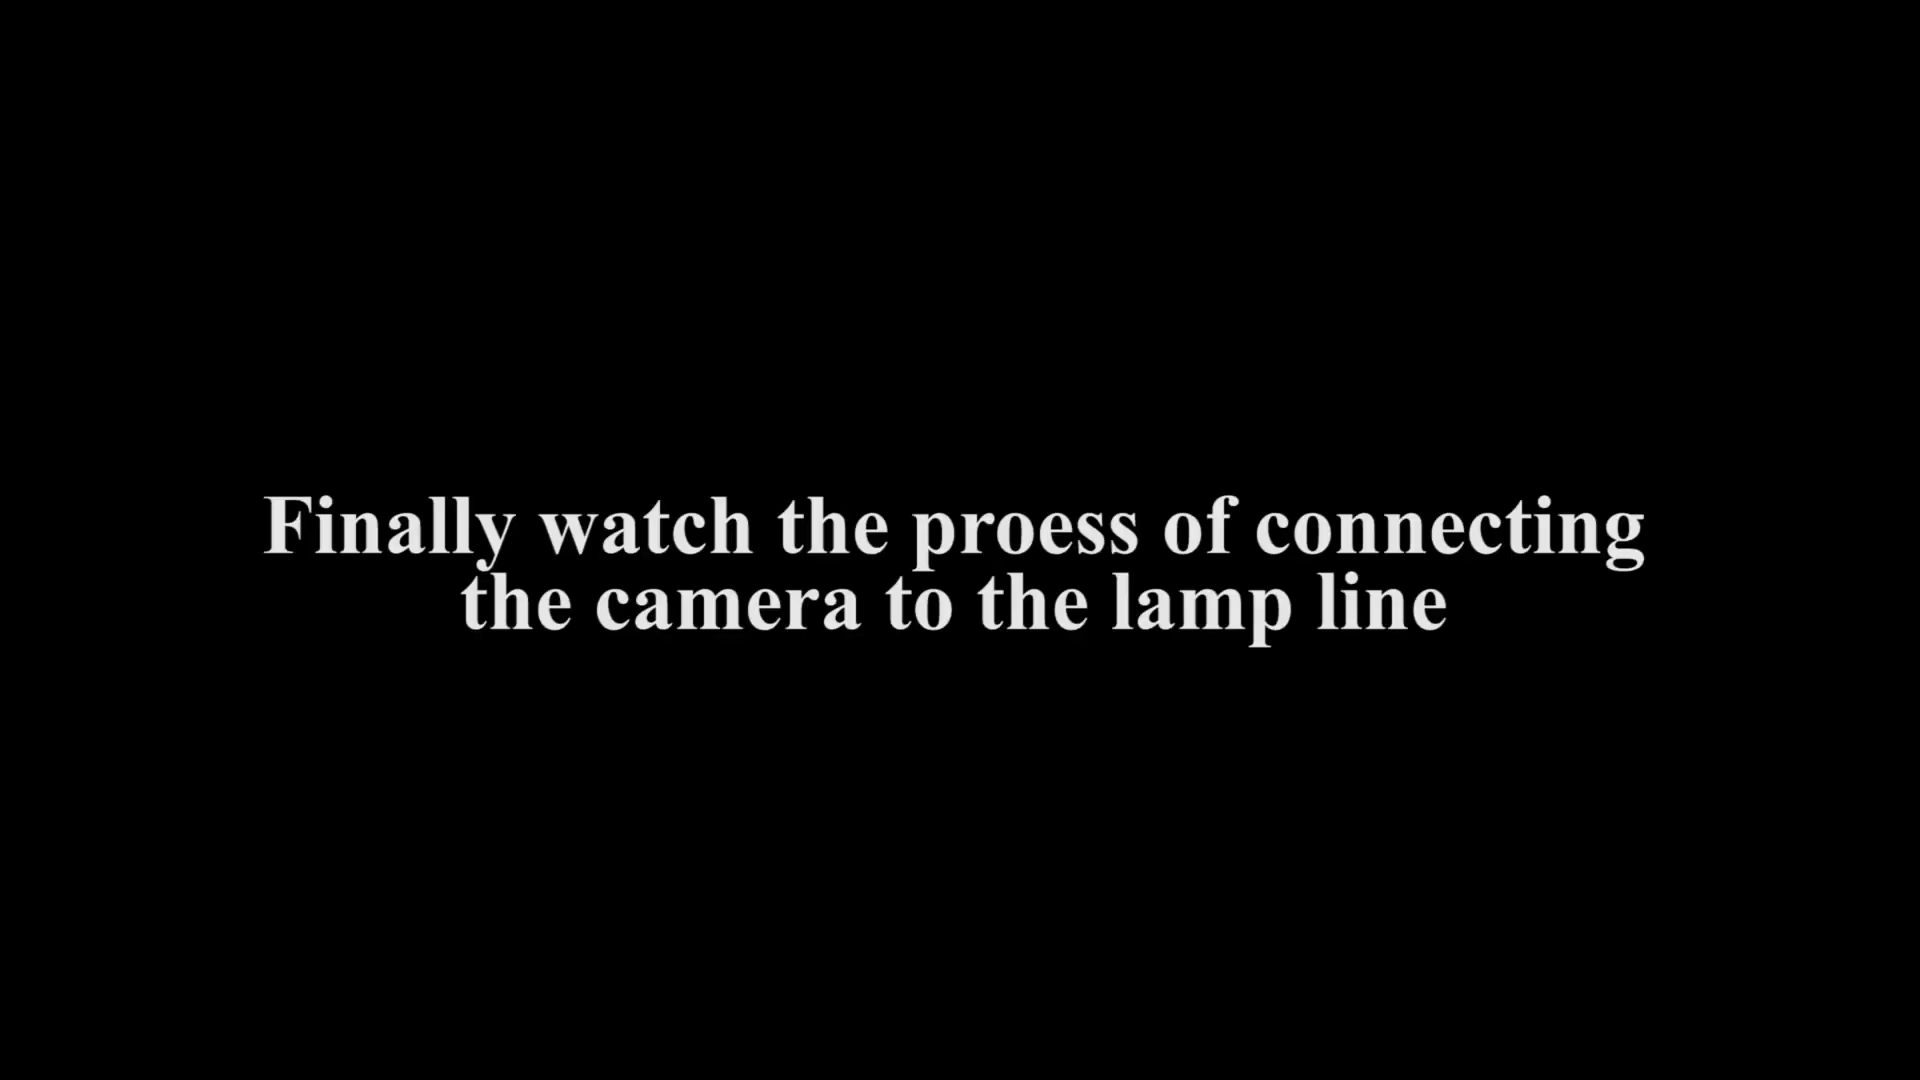 Finally watch the proess of connecting
the camera to the lamp line